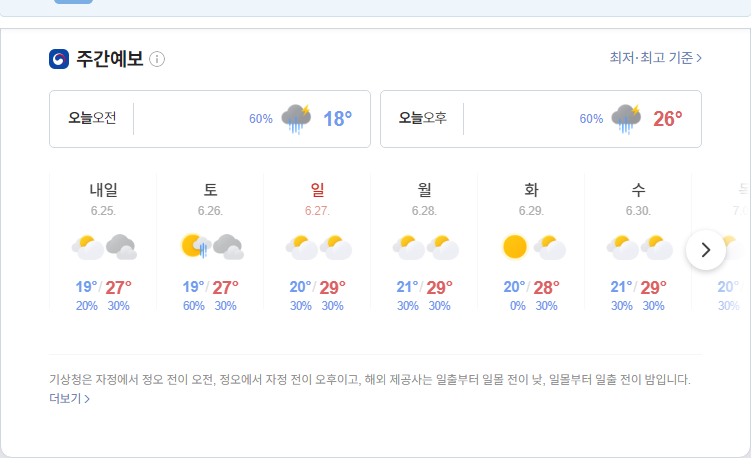 주간예보
최저·최고 기준
오늘오전 60% 18°
오늘오후 60% 26°
내일 토 일 월 화 수
6.25. 6.26. 6.27. 6.28. 6.29. 6.30.
19°/27° 19°/27° 20°/29° 21°/29° 20°/28° 21°/29° 20°
20% 30% 60% 30% 30% 30% 30% 30% 0% 30% 30% 30% 20%
기상청은 자정에서 정오 전이 오전, 정오에서 자정 전이 오후이고, 해외 제공사는 일출부터 일몰 전이 낮, 일몰부터 일출 전이 밤입니다.
더보기